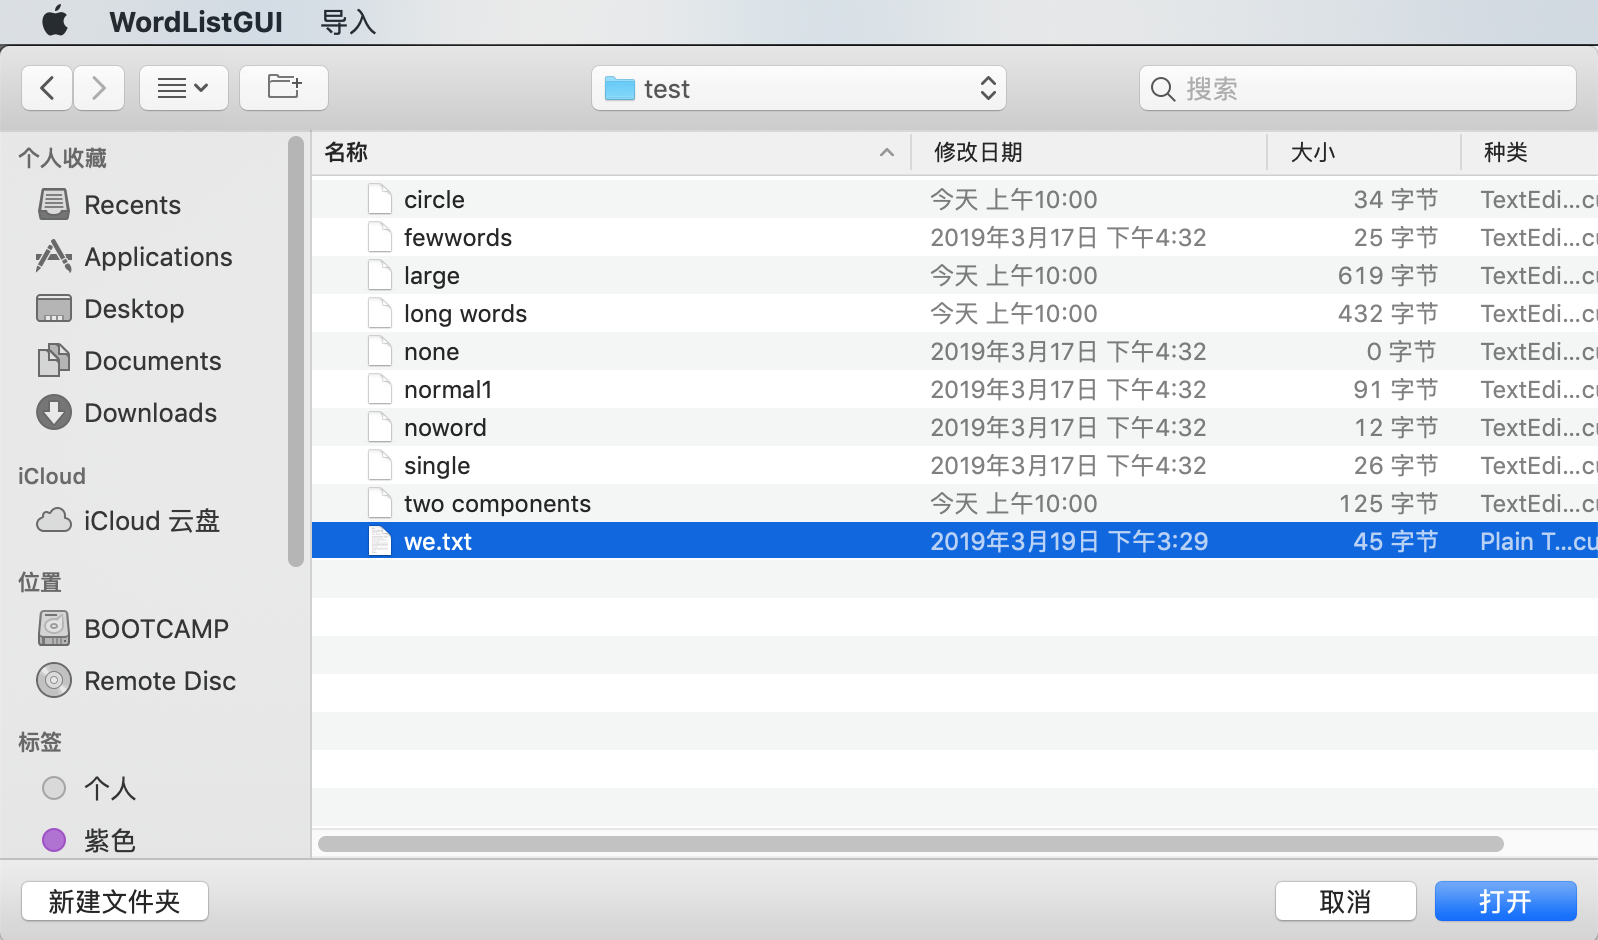 WordListGUI 导入
test
搜索
个人收藏
Recents
Applications
Desktop
Documents
Downloads
iCloud
iCloud 云盘
位置
BOOTCAMP
Remote Disc
标签
个人
紫色
名称 修改日期 大小 种类
circle 今天 上午10:00 34 字节 TextEdi...cu
fewwords 2019年3月17日 下午4:32 25 字节 TextEdi...cu
large 今天 上午10:00 619 字节 TextEdi...cu
long words 今天 上午10:00 432 字节 TextEdi...cu
none 2019年3月17日 下午4:32 0 字节 TextEdi...cu
normal1 2019年3月17日 下午4:32 91 字节 TextEdi...cu
noword 2019年3月17日 下午4:32 12 字节 TextEdi...cu
single 2019年3月17日 下午4:32 26 字节 TextEdi...cu
two components 今天 上午10:00 125 字节 TextEdi...cu
we.txt 2019年3月19日 下午3:29 45 字节 Plain T...cu
新建文件夹 取消 打开